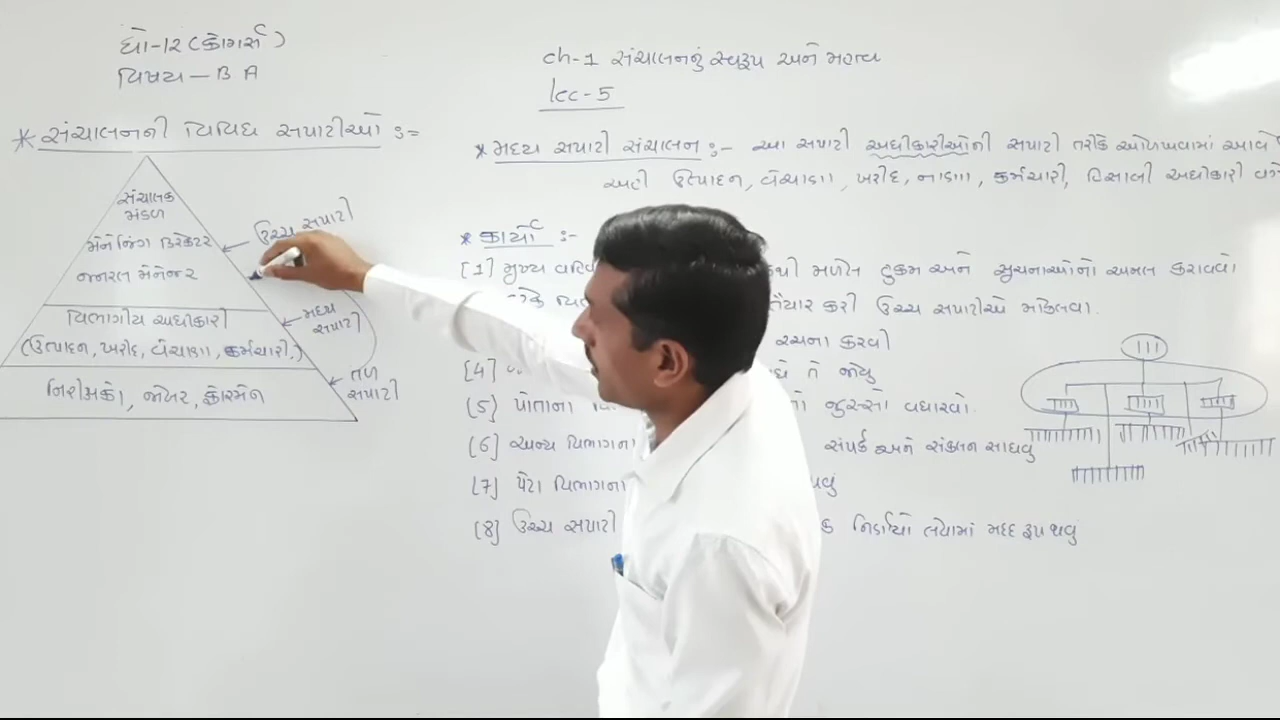 ધો-12 (કોમર્સ)
વિષય – B A
ch-1 સંચાલનનું સ્વરૂપ અને મહત્વ
lec-5
* સંચાલનની વિવિધ સપાટીઓ :=
સંચાલક
મંડળ
મેનેજિંગ ડિરેક્ટર
જનરલ મેનેજર
વિભાગીય અધીકારી
(ઉત્પાદન, ખરીદ, વેચાણ, કર્મચારી,)
નિરીક્ષકો, જોબર, ફોરમેન
ઉચ્ચ સપાટી
મધ્ય
સપાટી
તળ
સપાટી
* મધ્ય સપાટી સંચાલન :- આ સપાટી અધીકારીઓની સપાટી તરીકે ઓળખવામાં આવે
ઉત્પાદન, વેચાણ, ખરીદ, નાણા, કર્મચારી, હિસાબી અધીકારી
* કાર્યો :-
[1] મુખ્ય મળેલ હુકમ અને સુચનાઓનો અમલ કરાવવો
તૈયાર કરી ઉચ્ચ સપાટીએ મોકલવા.
રચના કરવી
[4] તે જોવુ
[5] પોતાના જુસ્સો વધારવો.
[6] અન્ય વિભાગના સંપર્ક અને સંકલન સાધવુ
[7] પેટા વિભાગના
[8] ઉચ્ચ સપાટી નિર્ણાયો લેવામાં મદદ રૂપ થવુ